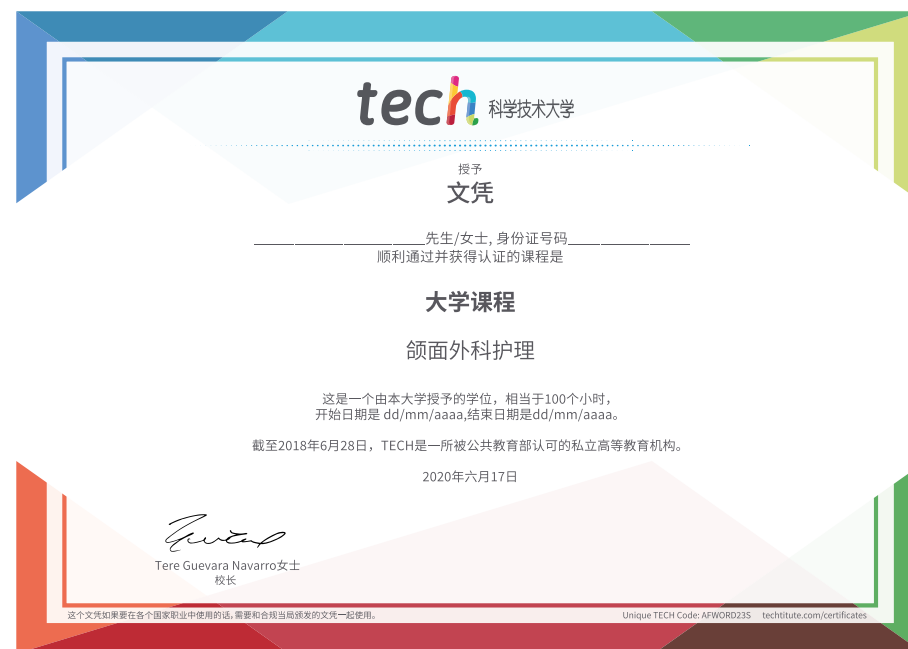 tech 科学技术大学
授予
文凭
先生/女士, 身份证号码
顺利通过并获得认证的课程是
大学课程
颌面外科护理
这是一个由本大学授予的学位，相当于100个小时，
开始日期是 dd/mm/aaaa,结束日期是dd/mm/aaaa。
截至2018年6月28日，TECH是一所被公共教育部认可的私立高等教育机构。
2020年六月17日
Tere Guevara Navarro女士
校长
这个文凭如果要在各个国家职业中使用的话,需要和合规当局颁发的文凭一起使用。
Unique TECH Code: AFWORD23S techtitute.com/certificates